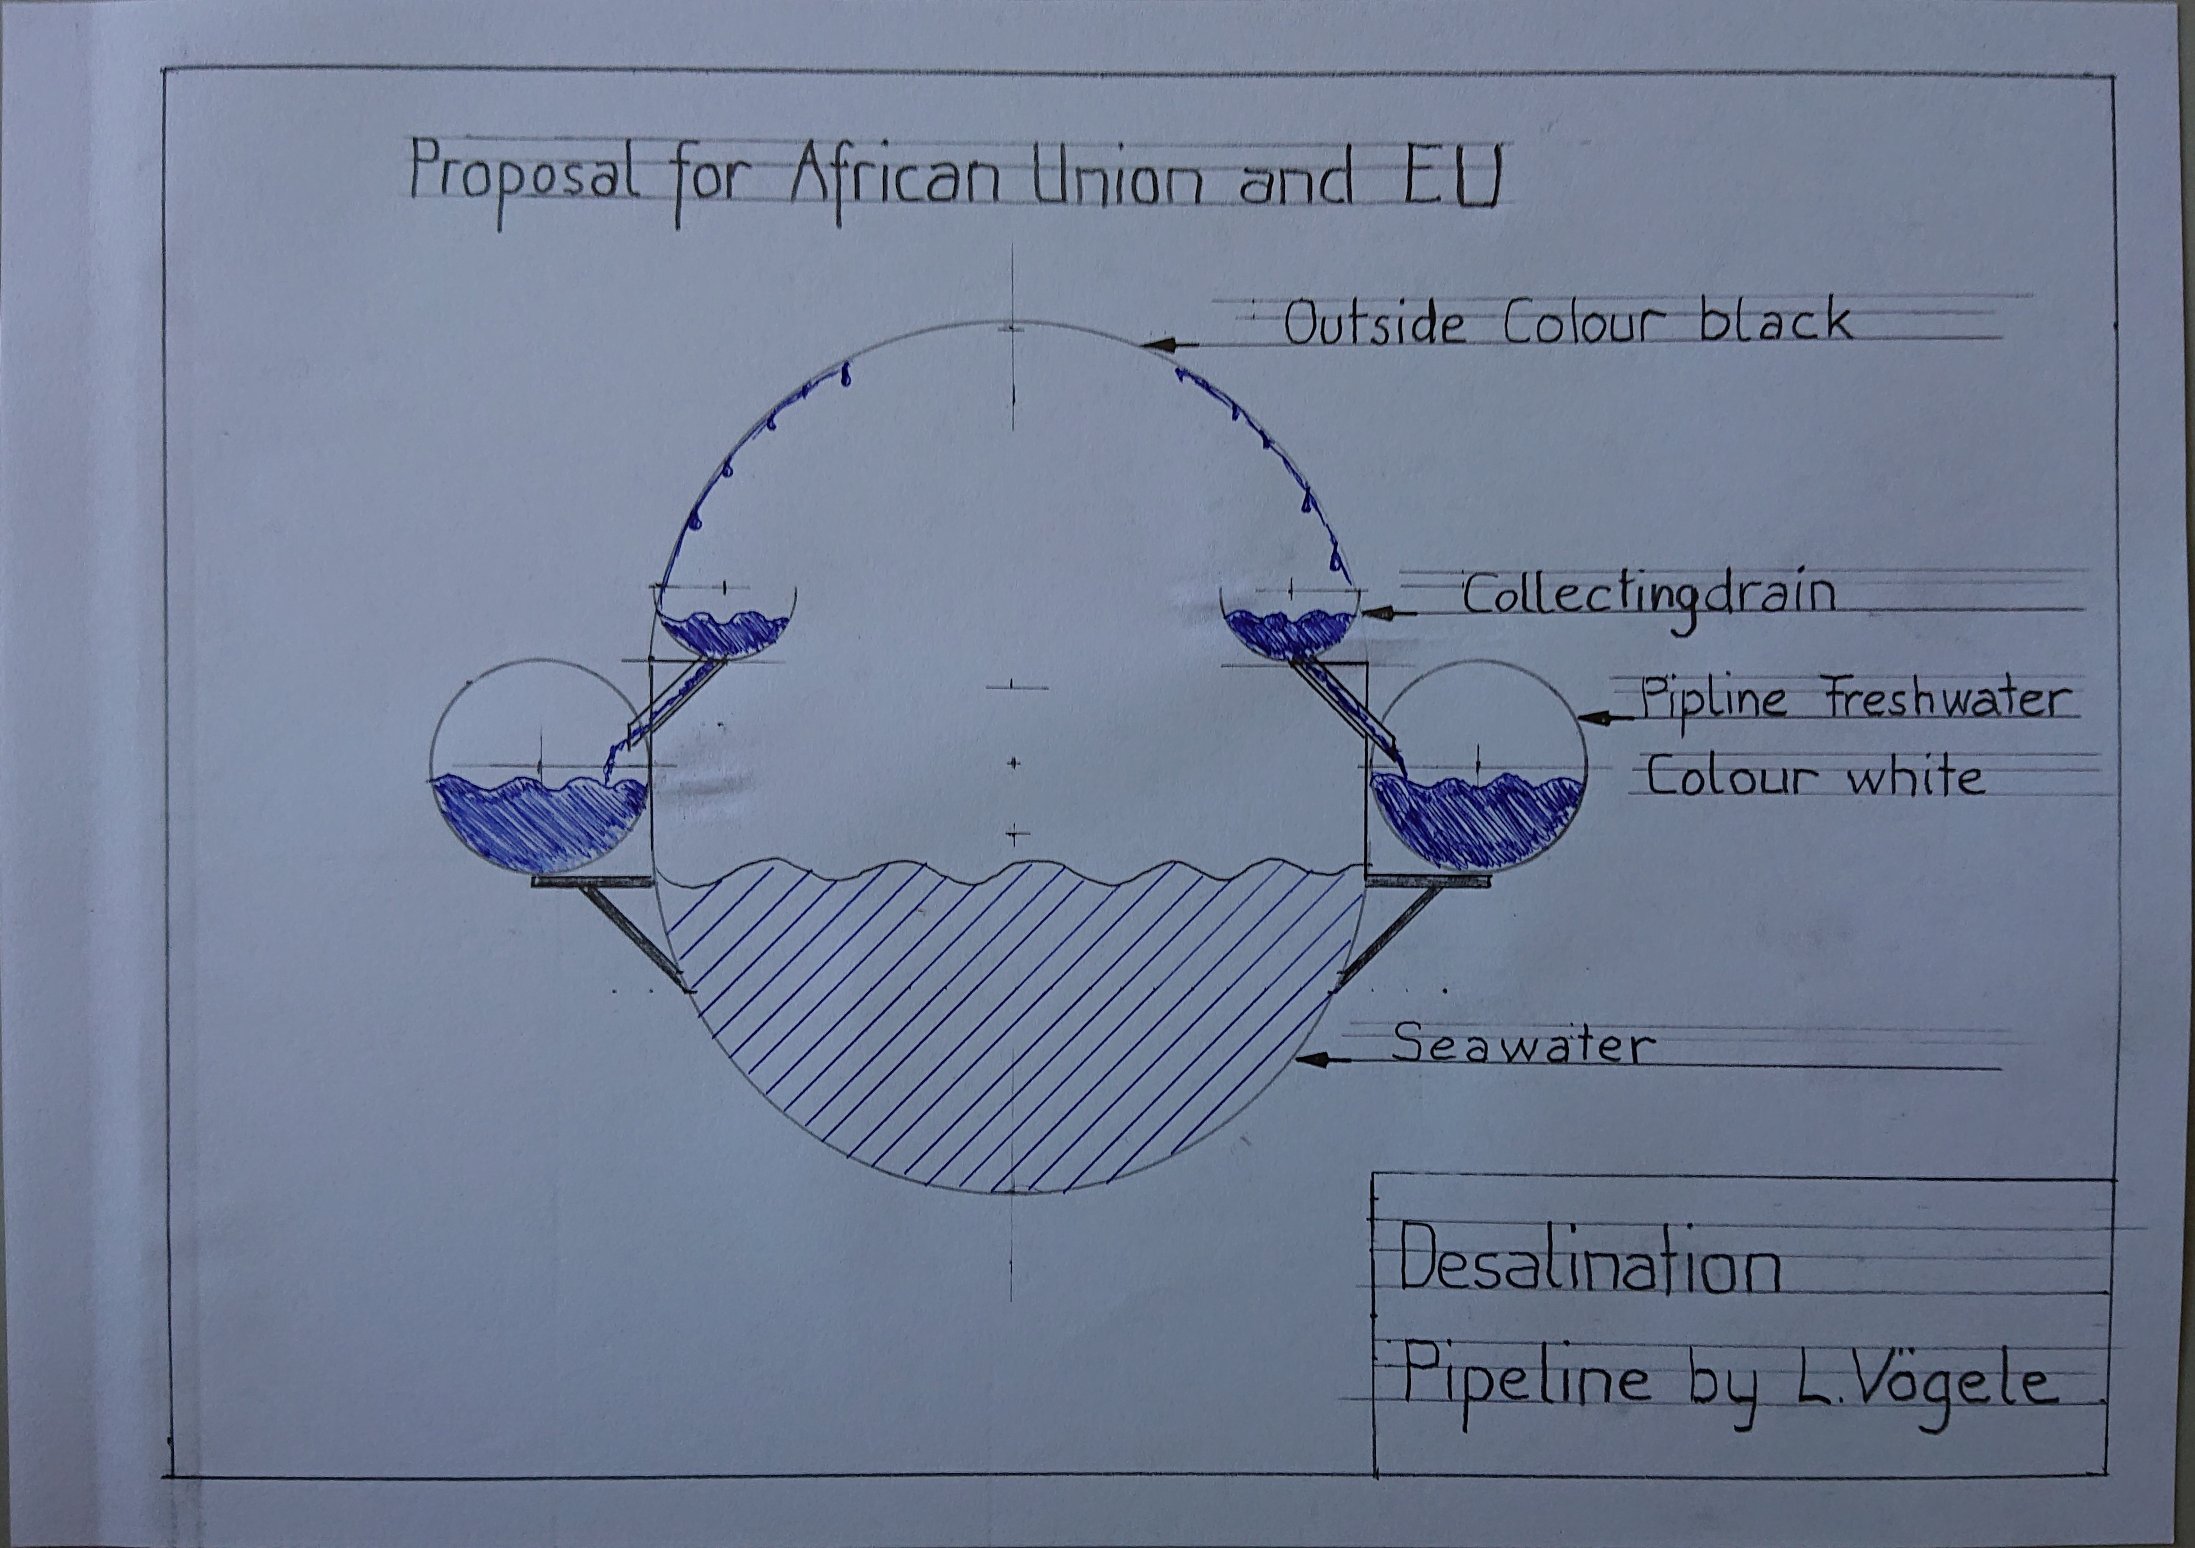 Proposal for African Union and EU
Outside Colour black
Collectingdrain
Pipline Freshwater
Colour white
Seawater
Desalination
Pipeline by L.Vögele